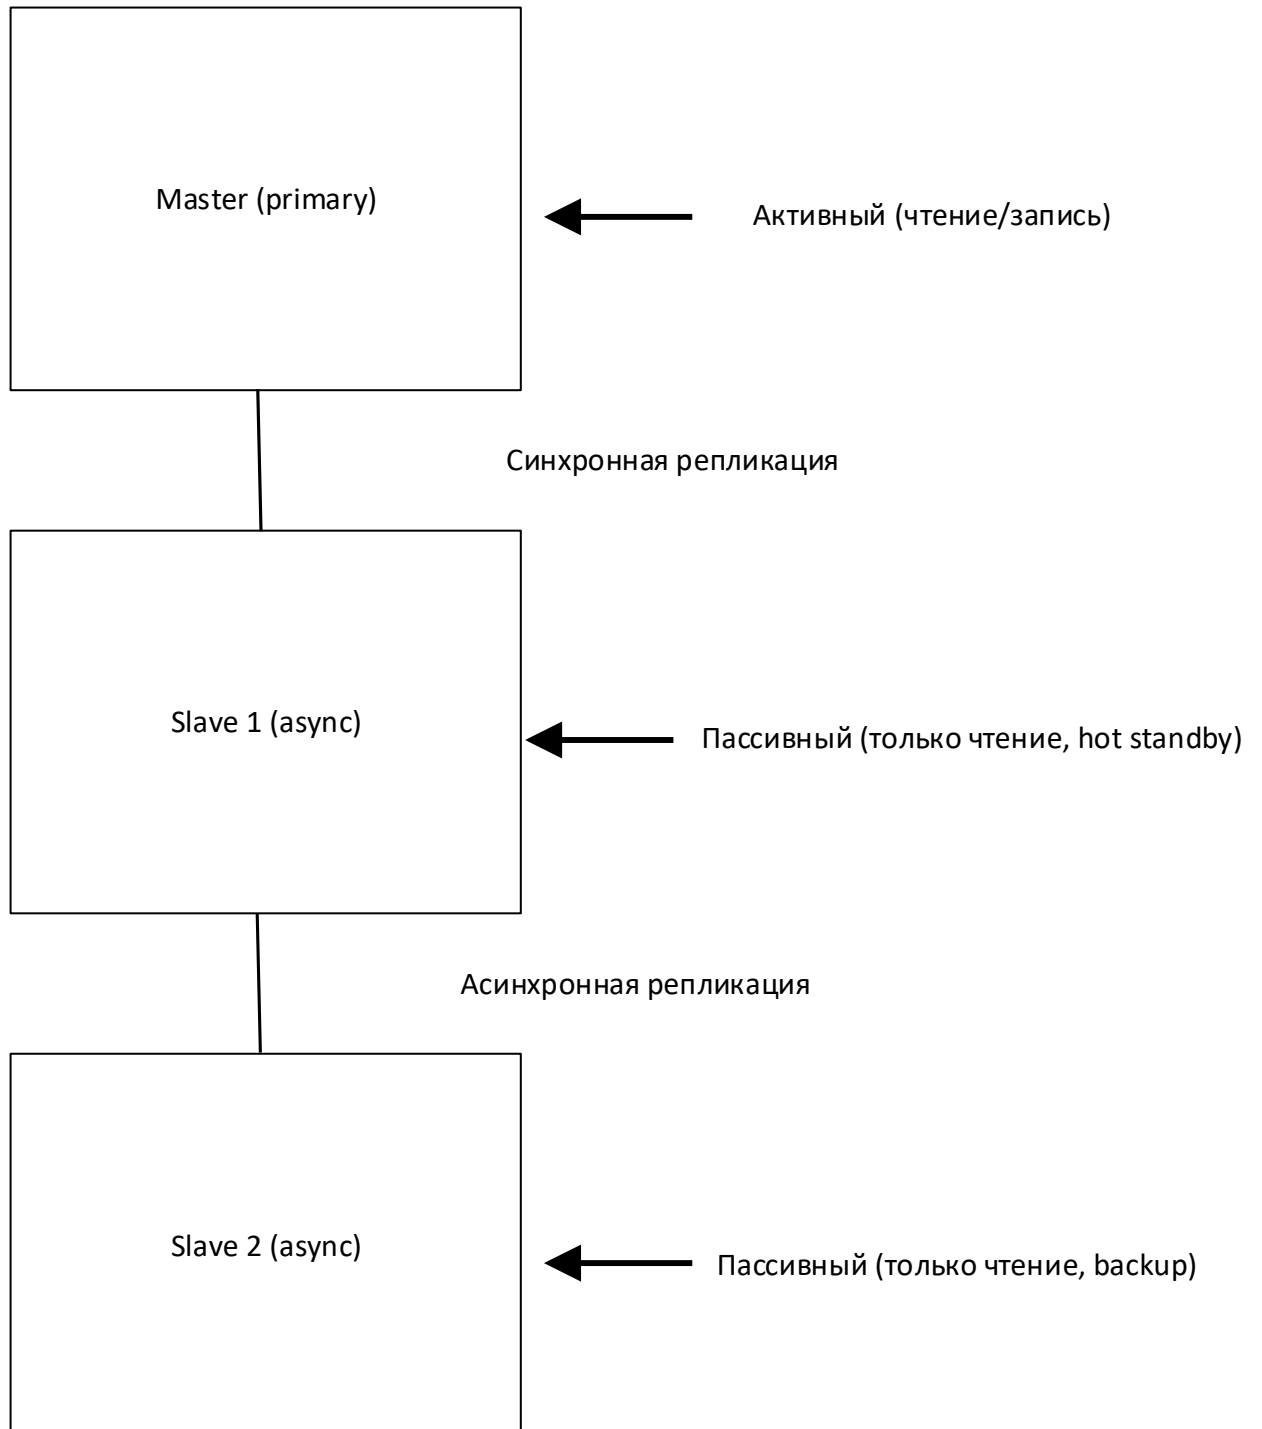 Master (primary)
Активный (чтение/запись)
Синхронная репликация
Slave 1 (async)
Пассивный (только чтение, hot standby)
Асинхронная репликация
Slave 2 (async)
Пассивный (только чтение, backup)